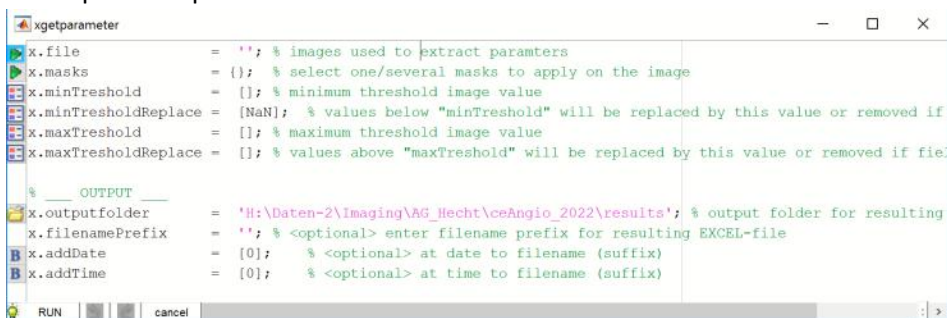 xgetparameter
x.file = ''; % images used to extract paramters
x.masks = {}; % select one/several masks to apply on the image
x.minTreshold = []; % minimum threshold image value
x.minTresholdReplace = [NaN]; % values below "minTreshold" will be replaced by this value or removed if
x.maxTreshold = []; % maximum threshold image value
x.maxTresholdReplace = []; % values above "maxTreshold" will be replaced by this value or removed if fie
% ___ OUTPUT ___
x.outputfolder = 'H:\Daten-2\Imaging\AG_Hecht\ceAngio_2022\results'; % output folder for resulting
x.filenamePrefix = ''; % <optional> enter filename prefix for resulting EXCEL-file
B x.addDate = [0]; % <optional> at date to filename (suffix)
B x.addTime = [0]; % <optional> at time to filename (suffix)
RUN cancel